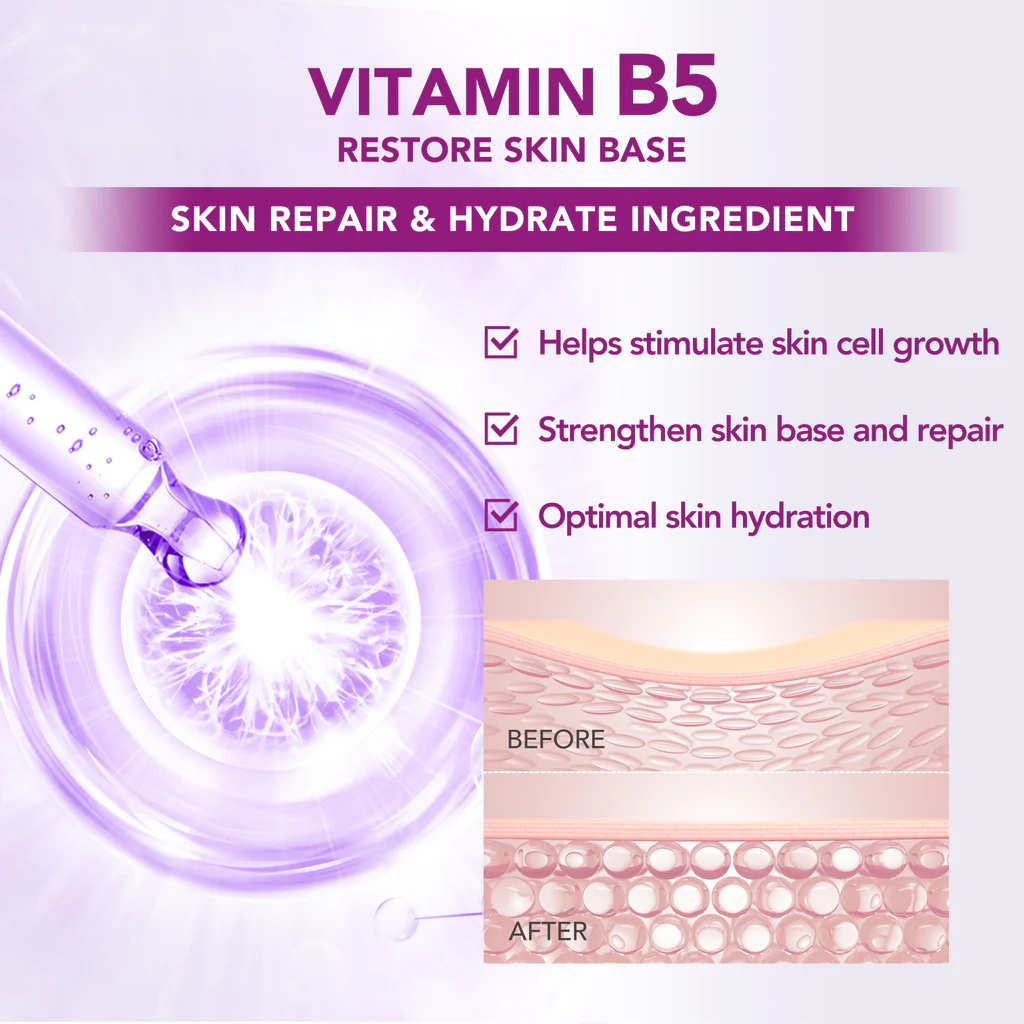 VITAMIN B5
RESTORE SKIN BASE
SKIN REPAIR & HYDRATE INGREDIENT
Helps stimulate skin cell growth
Strengthen skin base and repair
Optimal skin hydration
BEFORE
AFTER